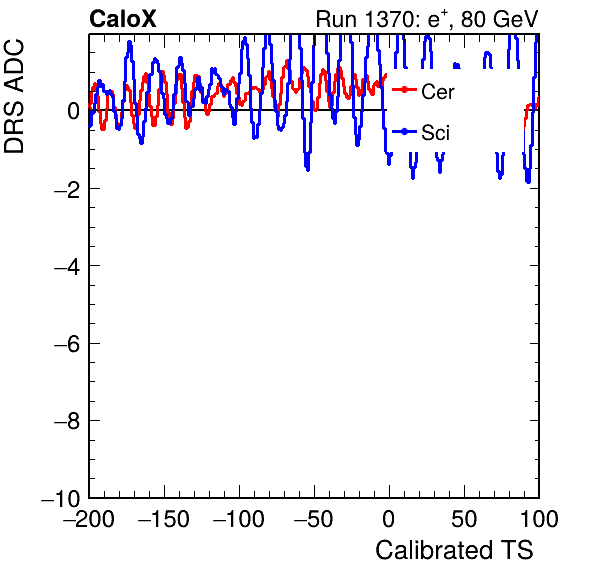 CaloX Run 1370: e⁺, 80 GeV
DRS ADC
Cer
Sci
0
−2
−4
−6
−8
−10
−200 −150 −100 −50 0 50 100
Calibrated TS